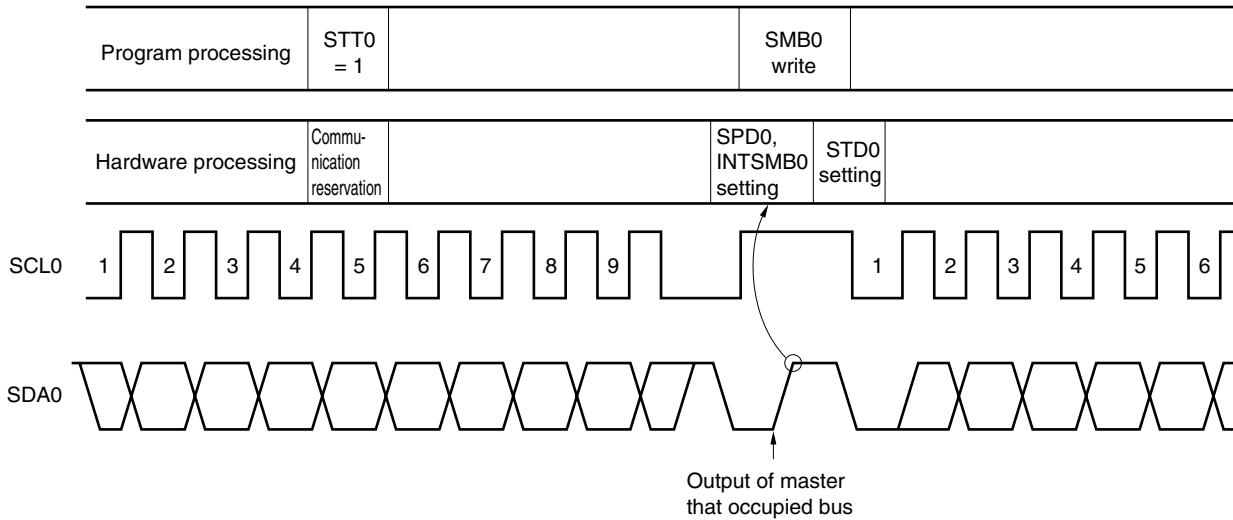 Program processing
STT0
= 1
SMB0
write
Hardware processing
Commu-
nication
reservation
SPD0,
INTSMB0
setting
STD0
setting
SCL0
1 2 3 4 5 6 7 8 9 1 2 3 4 5 6
SDA0
Output of master
that occupied bus